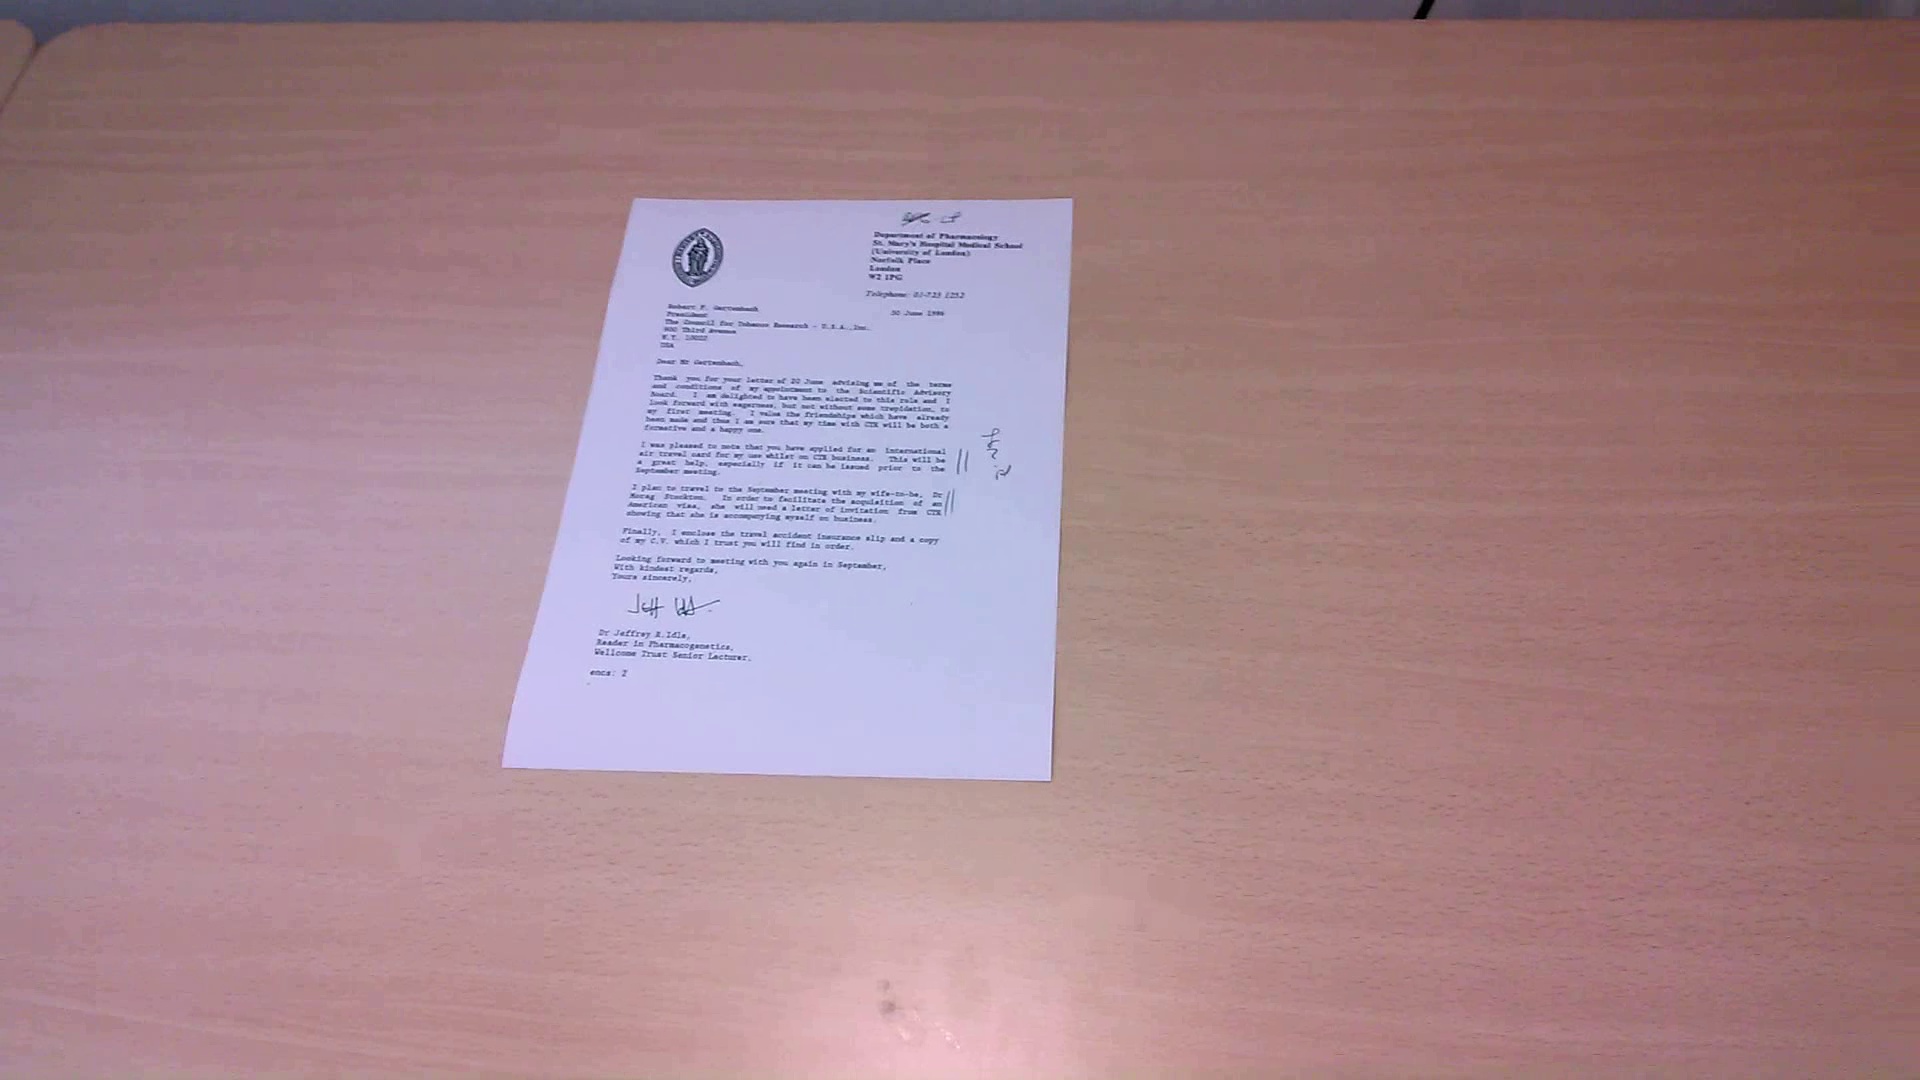 Department of Pharmacology
St. Mary's Hospital Medical School
(University of London)
Norfolk Place
London
W2 1PG
Telephone: 01-723 1252
30 June 1986
Robert F. Gertenbach
President
The Council for Tobacco Research - U.S.A.,Inc.
900 Third Avenue
N.Y. 10022
USA
Dear Mr Gertenbach,
Thank you for your letter of 20 June advising me of the terms
and conditions of my appointment to the Scientific Advisory
Board. I am delighted to have been elected to this role and I
look forward with eagerness, but not without some trepidation, to
my first meeting. I value the friendships which have already
been made and thus I am sure that my time with CTR will be both a
formative and a happy one.
I was pleased to note that you have applied for an international
air travel card for my use whilst on CTR business. This will be
a great help, especially if it can be issued prior to the
September meeting.
I plan to travel to the September meeting with my wife-to-be, Dr
Morag Stockton. In order to facilitate the acquisition of an
American visa, she will need a letter of invitation from CTR
showing that she is accompanying myself on business.
Finally, I enclose the travel accident insurance slip and a copy
of my C.V. which I trust you will find in order.
Looking forward to meeting with you again in September,
With kindest regards,
Yours sincerely,
Jeff
Dr Jeffrey R.Idle,
Reader in Pharmacogenetics,
Wellcome Trust Senior Lecturer.
encs: 2